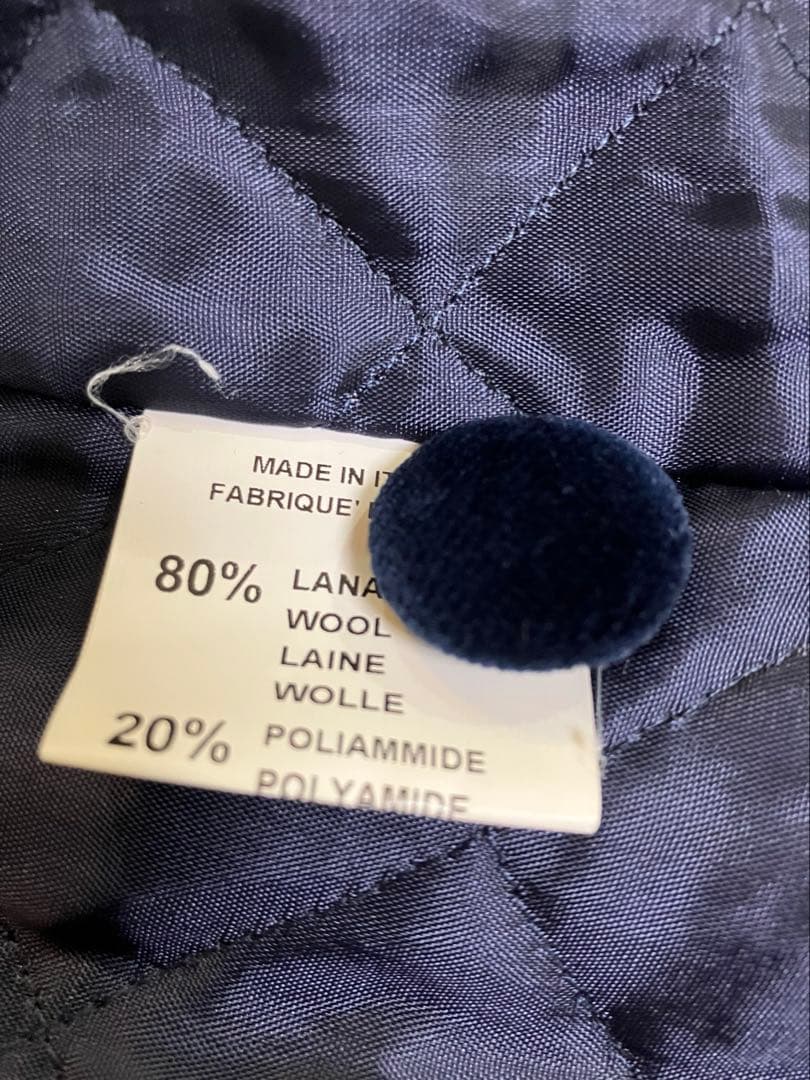 MADE IN IT
FABRIQUE'
80% LANA
WOOL
LAINE
WOLLE
20% POLIAMMIDE
POLYAMIDE